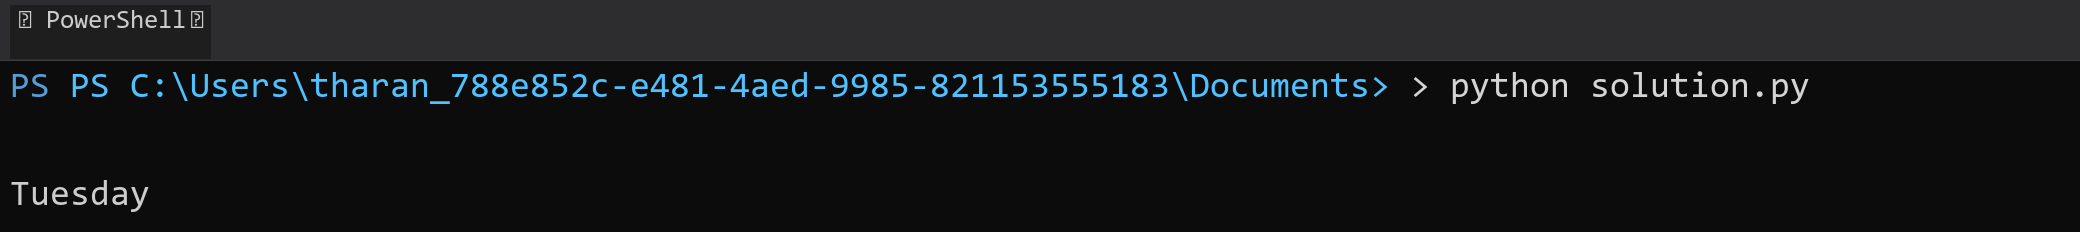 PowerShell
PS PS C:\Users\tharan_788e852c-e481-4aed-9985-821153555183\Documents> > python solution.py
Tuesday